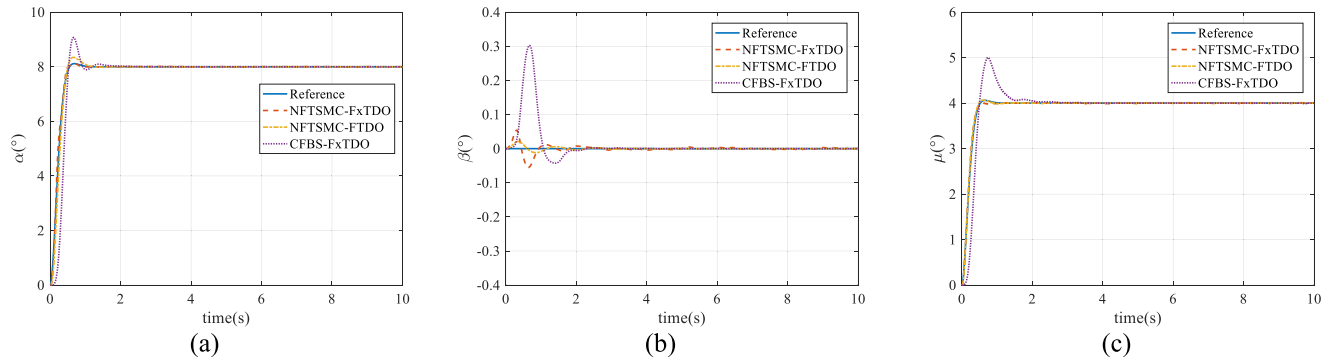 10
8
6
4
2
0
α(°)
0
2
4
6
8
10
time(s)
Reference
NFTSMC-FxTDO
NFTSMC-FTDO
CFBS-FxTDO
(a)
0.4
0.3
0.2
0.1
0
-0.1
-0.2
-0.3
-0.4
β(°)
0
2
4
6
8
10
time(s)
Reference
NFTSMC-FxTDO
NFTSMC-FTDO
CFBS-FxTDO
(b)
6
5
4
3
2
1
0
μ(°)
0
2
4
6
8
10
time(s)
Reference
NFTSMC-FxTDO
NFTSMC-FTDO
CFBS-FxTDO
(c)